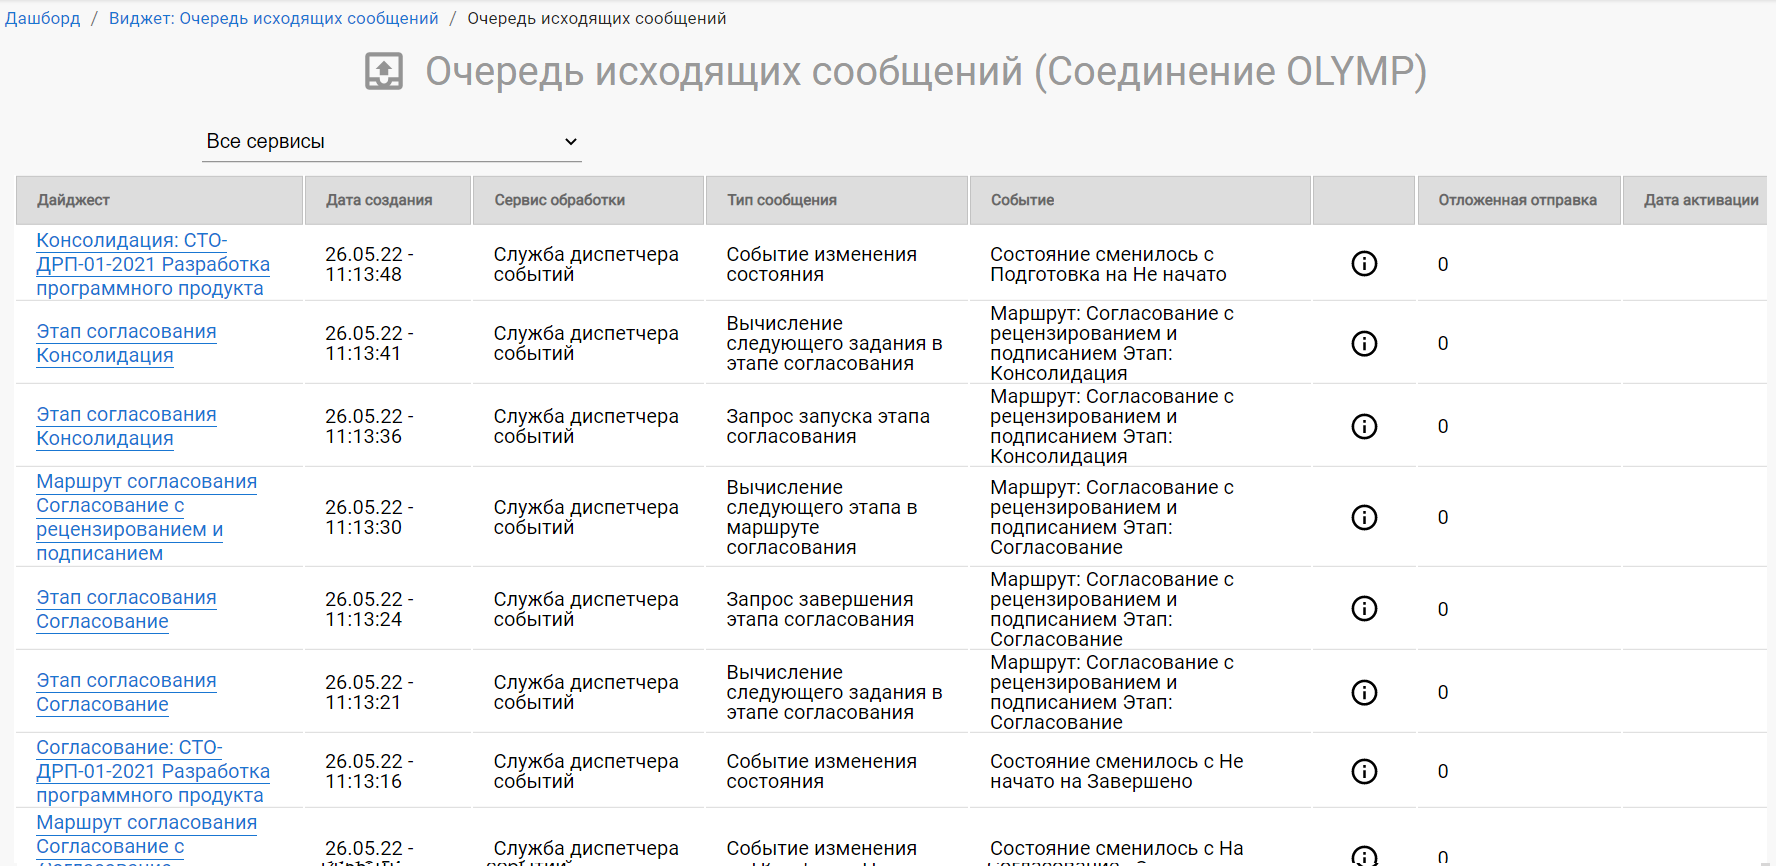 Дашборд / Виджет: Очередь исходящих сообщений / Очередь исходящих сообщений
Очередь исходящих сообщений (Соединение OLYMP)
Все сервисы
Дайджест
Дата создания
Сервис обработки
Тип сообщения
Событие
Отложенная отправка
Дата активации
Консолидация: СТО-
ДРП-01-2021 Разработка
программного продукта
26.05.22 -
11:13:48
Служба диспетчера
событий
Событие изменения
состояния
Состояние сменилось с
Подготовка на Не начато
0
Этап согласования
Консолидация
26.05.22 -
11:13:41
Служба диспетчера
событий
Вычисление
следующего задания в
этапе согласования
Маршрут: Согласование с
рецензированием и
подписанием Этап:
Консолидация
0
Этап согласования
Консолидация
26.05.22 -
11:13:36
Служба диспетчера
событий
Запрос запуска этапа
согласования
Маршрут: Согласование с
рецензированием и
подписанием Этап:
Консолидация
0
Маршрут согласования
Согласование с
рецензированием и
подписанием
26.05.22 -
11:13:30
Служба диспетчера
событий
Вычисление
следующего этапа в
маршруте
согласования
Маршрут: Согласование с
рецензированием и
подписанием Этап:
Согласование
0
Этап согласования
Согласование
26.05.22 -
11:13:24
Служба диспетчера
событий
Запрос завершения
этапа согласования
Маршрут: Согласование с
рецензированием и
подписанием Этап:
Согласование
0
Этап согласования
Согласование
26.05.22 -
11:13:21
Служба диспетчера
событий
Вычисление
следующего задания в
этапе согласования
Маршрут: Согласование с
рецензированием и
подписанием Этап:
Согласование
0
Согласование: СТО-
ДРП-01-2021 Разработка
программного продукта
26.05.22 -
11:13:16
Служба диспетчера
событий
Событие изменения
состояния
Состояние сменилось с Не
начато на Завершено
0
Маршрут согласования
Согласование с
26.05.22 -
Служба диспетчера
Событие изменения
Состояние сменилось с На
0